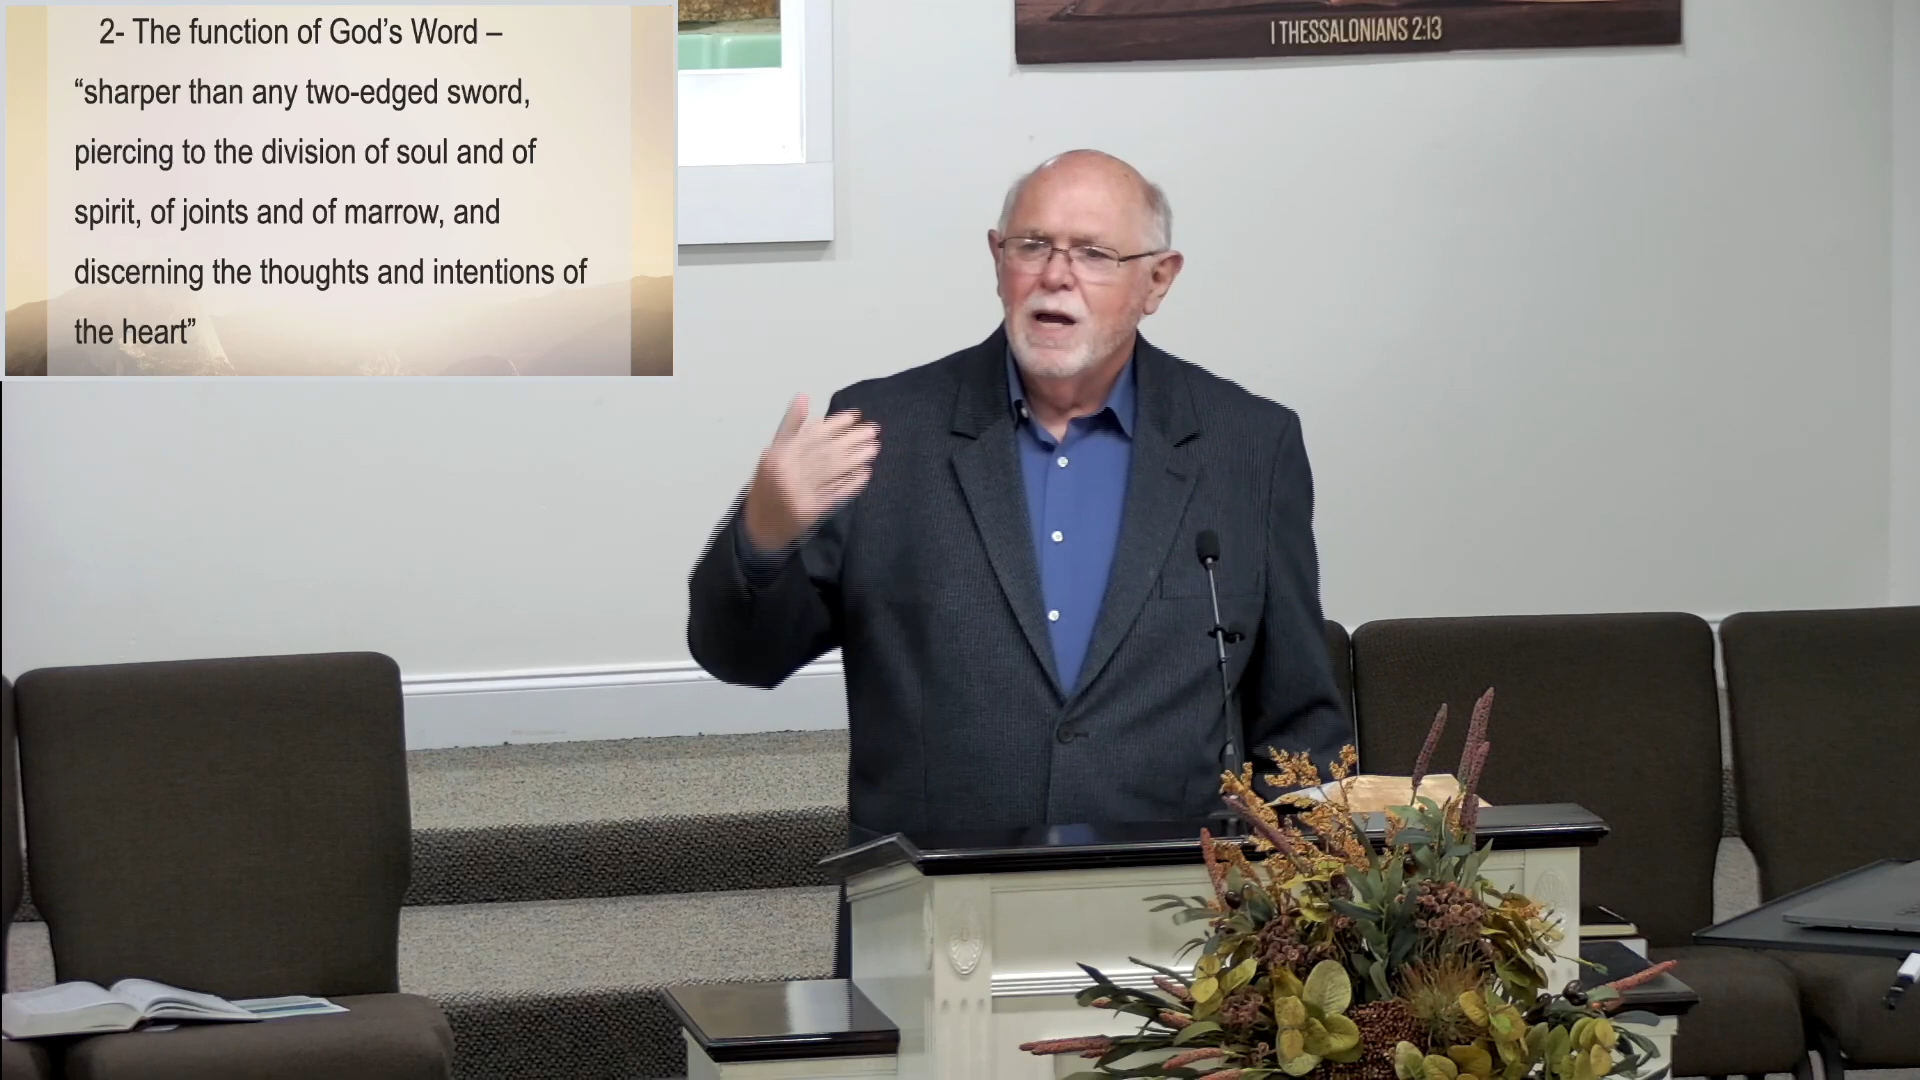 2- The function of God’s Word –
“sharper than any two-edged sword,
piercing to the division of soul and of
spirit, of joints and of marrow, and
discerning the thoughts and intentions of
the heart”
I THESSALONIANS 2:13